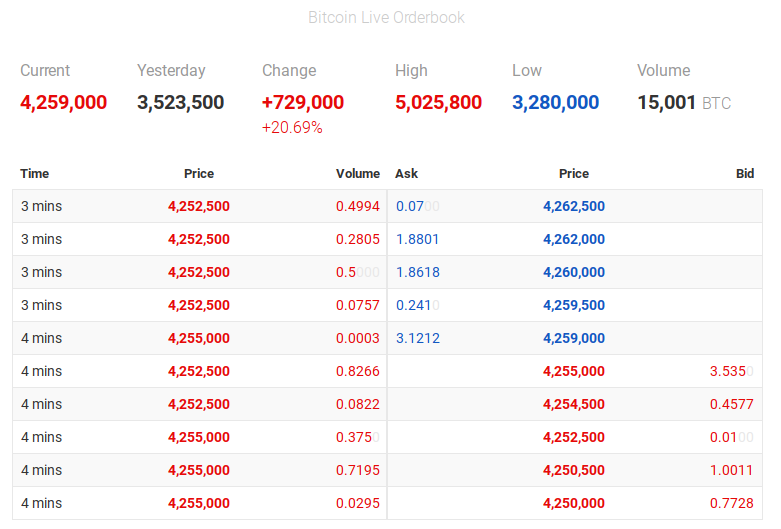 Bitcoin Live Orderbook
Current Yesterday Change High Low Volume
4,259,000 3,523,500 +729,000 5,025,800 3,280,000 15,001 BTC
+20.69%
Time Price Volume Ask Price Bid
3 mins 4,252,500 0.4994 0.0700 4,262,500
3 mins 4,252,500 0.2805 1.8801 4,262,000
3 mins 4,252,500 0.5000 1.8618 4,260,000
3 mins 4,252,500 0.0757 0.2410 4,259,500
4 mins 4,255,000 0.0003 3.1212 4,259,000
4 mins 4,252,500 0.8266 4,255,000 3.5350
4 mins 4,252,500 0.0822 4,254,500 0.4577
4 mins 4,255,000 0.3750 4,252,500 0.0100
4 mins 4,255,000 0.7195 4,250,500 1.0011
4 mins 4,255,000 0.0295 4,250,000 0.7728